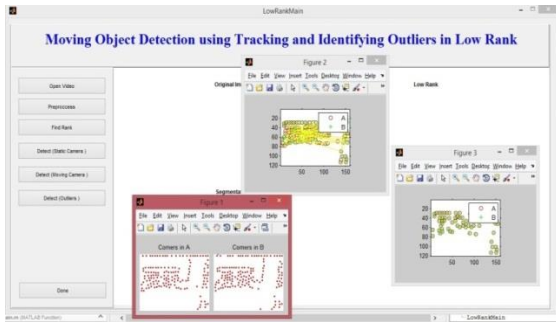 LowRankMain
Moving Object Detection using Tracking and Identifying Outliers in Low Rank
Open Video
Preprocess
Find Rank
Detect (Static Camera )
Detect (Moving Camera )
Detect (Outliers )
Done
Original Im
Low Rank
Segmenta
Figure 2
File Edit View Insert Tools Desktop Window Help
A
B
20
40
60
80
100
120
50 100 150
Figure 3
File Edit View Insert Tools Desktop Window Help
A
B
20
40
60
80
100
120
50 100 150
Figure 1
File Edit View Insert Tools Desktop Window Help
Corners in A
Corners in B
(MATLAB Function)
LowRankMain